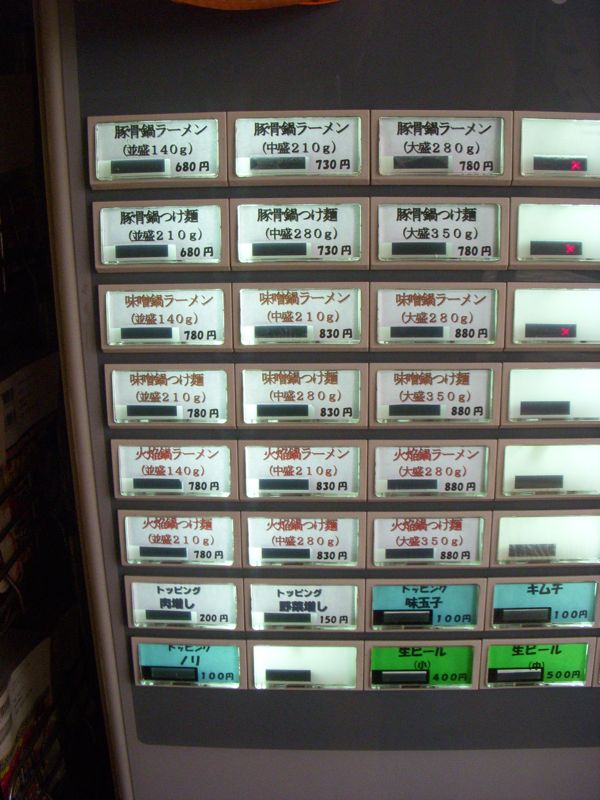 豚骨鍋ラーメン
(並盛140g)
680円
豚骨鍋ラーメン
(中盛210g)
730円
豚骨鍋ラーメン
(大盛280g)
780円
豚骨鍋つけ麺
(並盛210g)
680円
豚骨鍋つけ麺
(中盛280g)
730円
豚骨鍋つけ麺
(大盛350g)
780円
味噌鍋ラーメン
(並盛140g)
780円
味噌鍋ラーメン
(中盛210g)
830円
味噌鍋ラーメン
(大盛280g)
880円
味噌鍋つけ麺
(並盛210g)
780円
味噌鍋つけ麺
(中盛280g)
830円
味噌鍋つけ麺
(大盛350g)
880円
火焔鍋ラーメン
(並盛140g)
780円
火焔鍋ラーメン
(中盛210g)
830円
火焔鍋ラーメン
(大盛280g)
880円
火焔鍋つけ麺
(並盛210g)
780円
火焔鍋つけ麺
(中盛280g)
830円
火焔鍋つけ麺
(大盛350g)
880円
トッピング
肉増し
200円
トッピング
野菜増し
150円
トッピング
味玉子
100円
キムチ
100円
トッピング
ノリ
100円
生ビール
(小)
400円
生ビール
(中)
500円